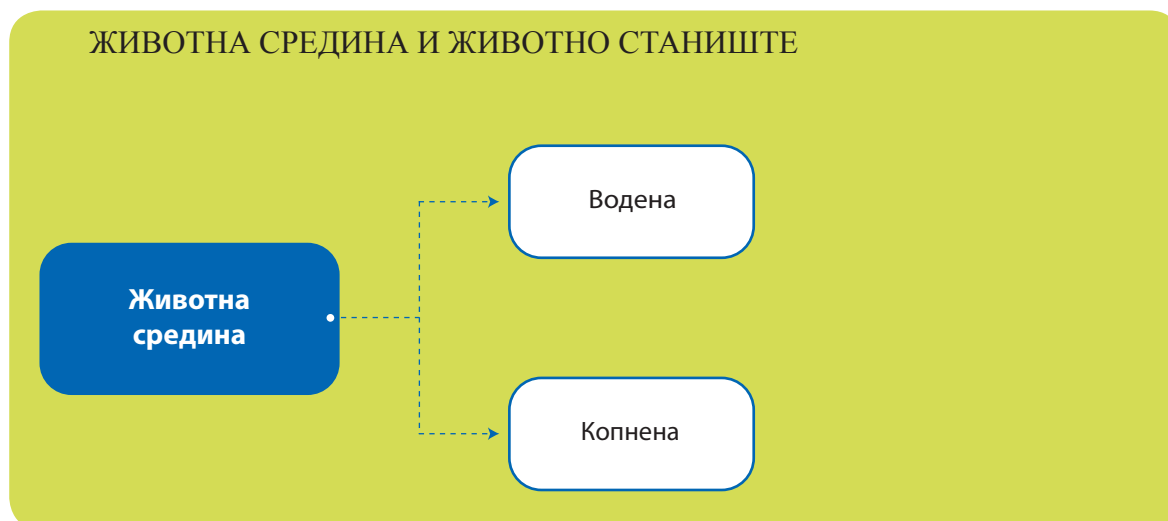 ЖИВОТНА СРЕДИНА И ЖИВОТНО СТАНИШТЕ
Водена
Животна
средина
Копнена